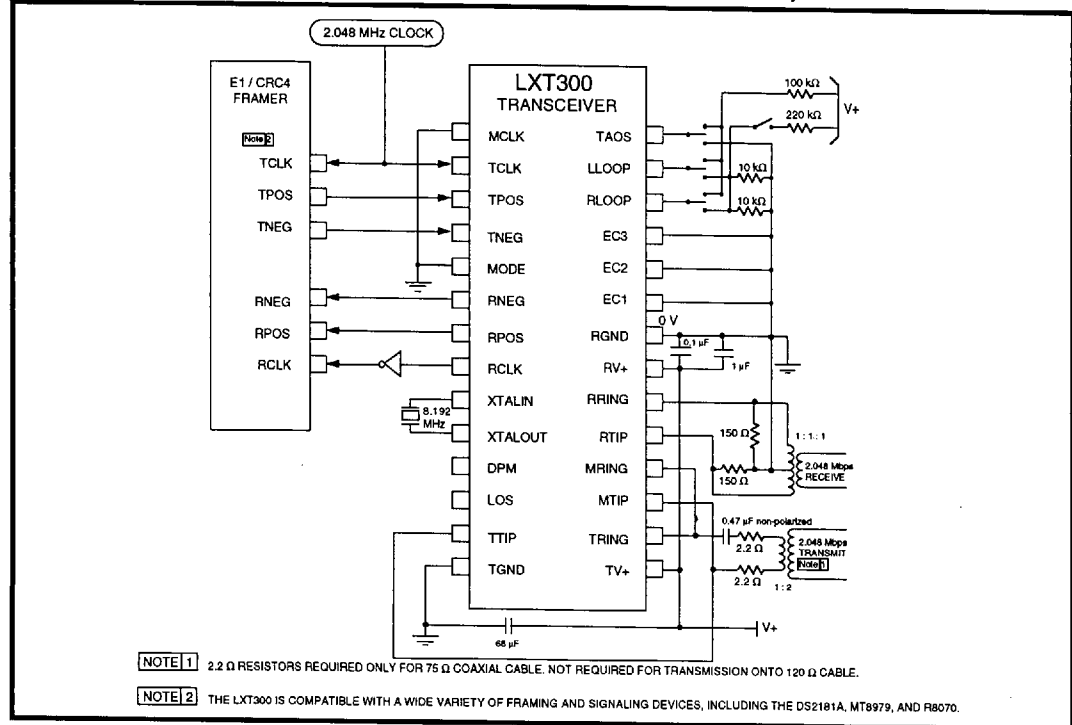 2.048 MHz CLOCK
E1 / CRC4
FRAMER
Note 2
TCLK
TPOS
TNEG
RNEG
RPOS
RCLK
LXT300
TRANSCEIVER
MCLK
TCLK
TPOS
TNEG
MODE
RNEG
RPOS
RCLK
XTALIN
XTALOUT
DPM
LOS
TTIP
TGND
TAOS
LLOOP
RLOOP
EC3
EC2
EC1
RGND
RV+
RRING
RTIP
MRING
MTIP
TRING
TV+
8.192
MHz
100 kΩ
220 kΩ
V+
10 kΩ
10 kΩ
0 V
0.1 µF
1 µF
150 Ω
150 Ω
1 : 1 : 1
2.048 Mbps
RECEIVE
0.47 µF non-polarized
2.2 Ω
2.2 Ω
1 : 2
2.048 Mbps
TRANSMIT
Note 1
68 µF
V+
NOTE 1 2.2 Ω RESISTORS REQUIRED ONLY FOR 75 Ω COAXIAL CABLE. NOT REQUIRED FOR TRANSMISSION ONTO 120 Ω CABLE.
NOTE 2 THE LXT300 IS COMPATIBLE WITH A WIDE VARIETY OF FRAMING AND SIGNALING DEVICES, INCLUDING THE DS2181A, MT8979, AND R8070.